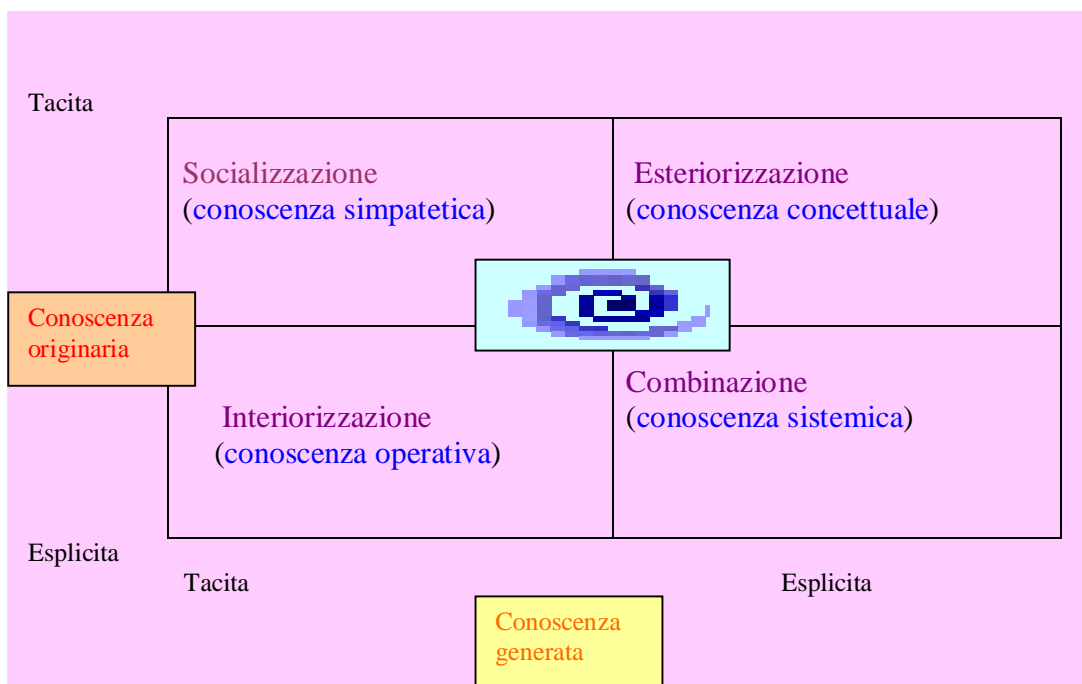 Tacita
Socializzazione
(conoscenza simpatetica)
Esteriorizzazione
(conoscenza concettuale)
Conoscenza
originaria
Interiorizzazione
(conoscenza operativa)
Combinazione
(conoscenza sistemica)
Esplicita
Tacita
Esplicita
Conoscenza
generata